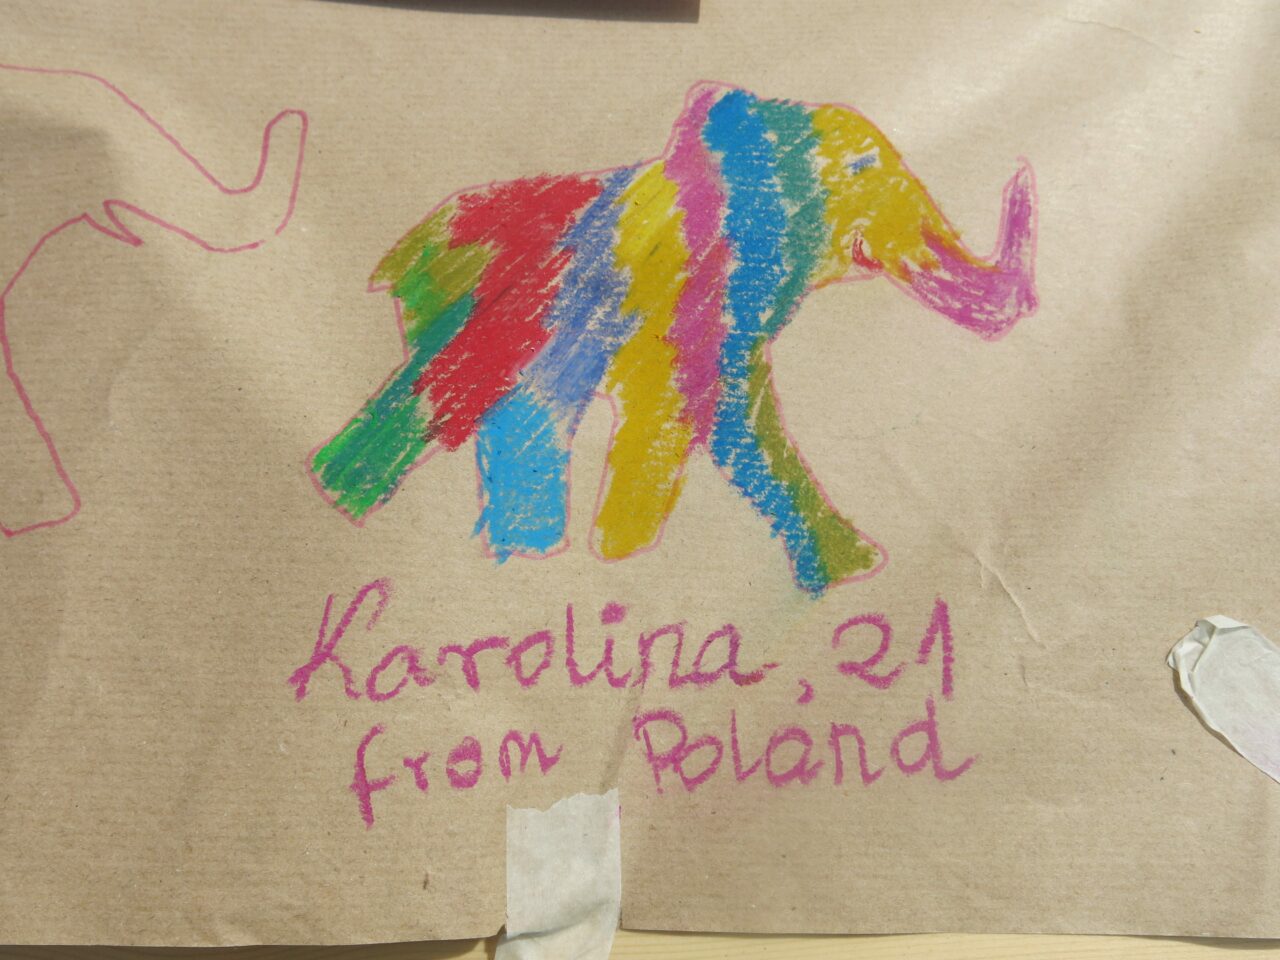 Karolina, 21
from Poland